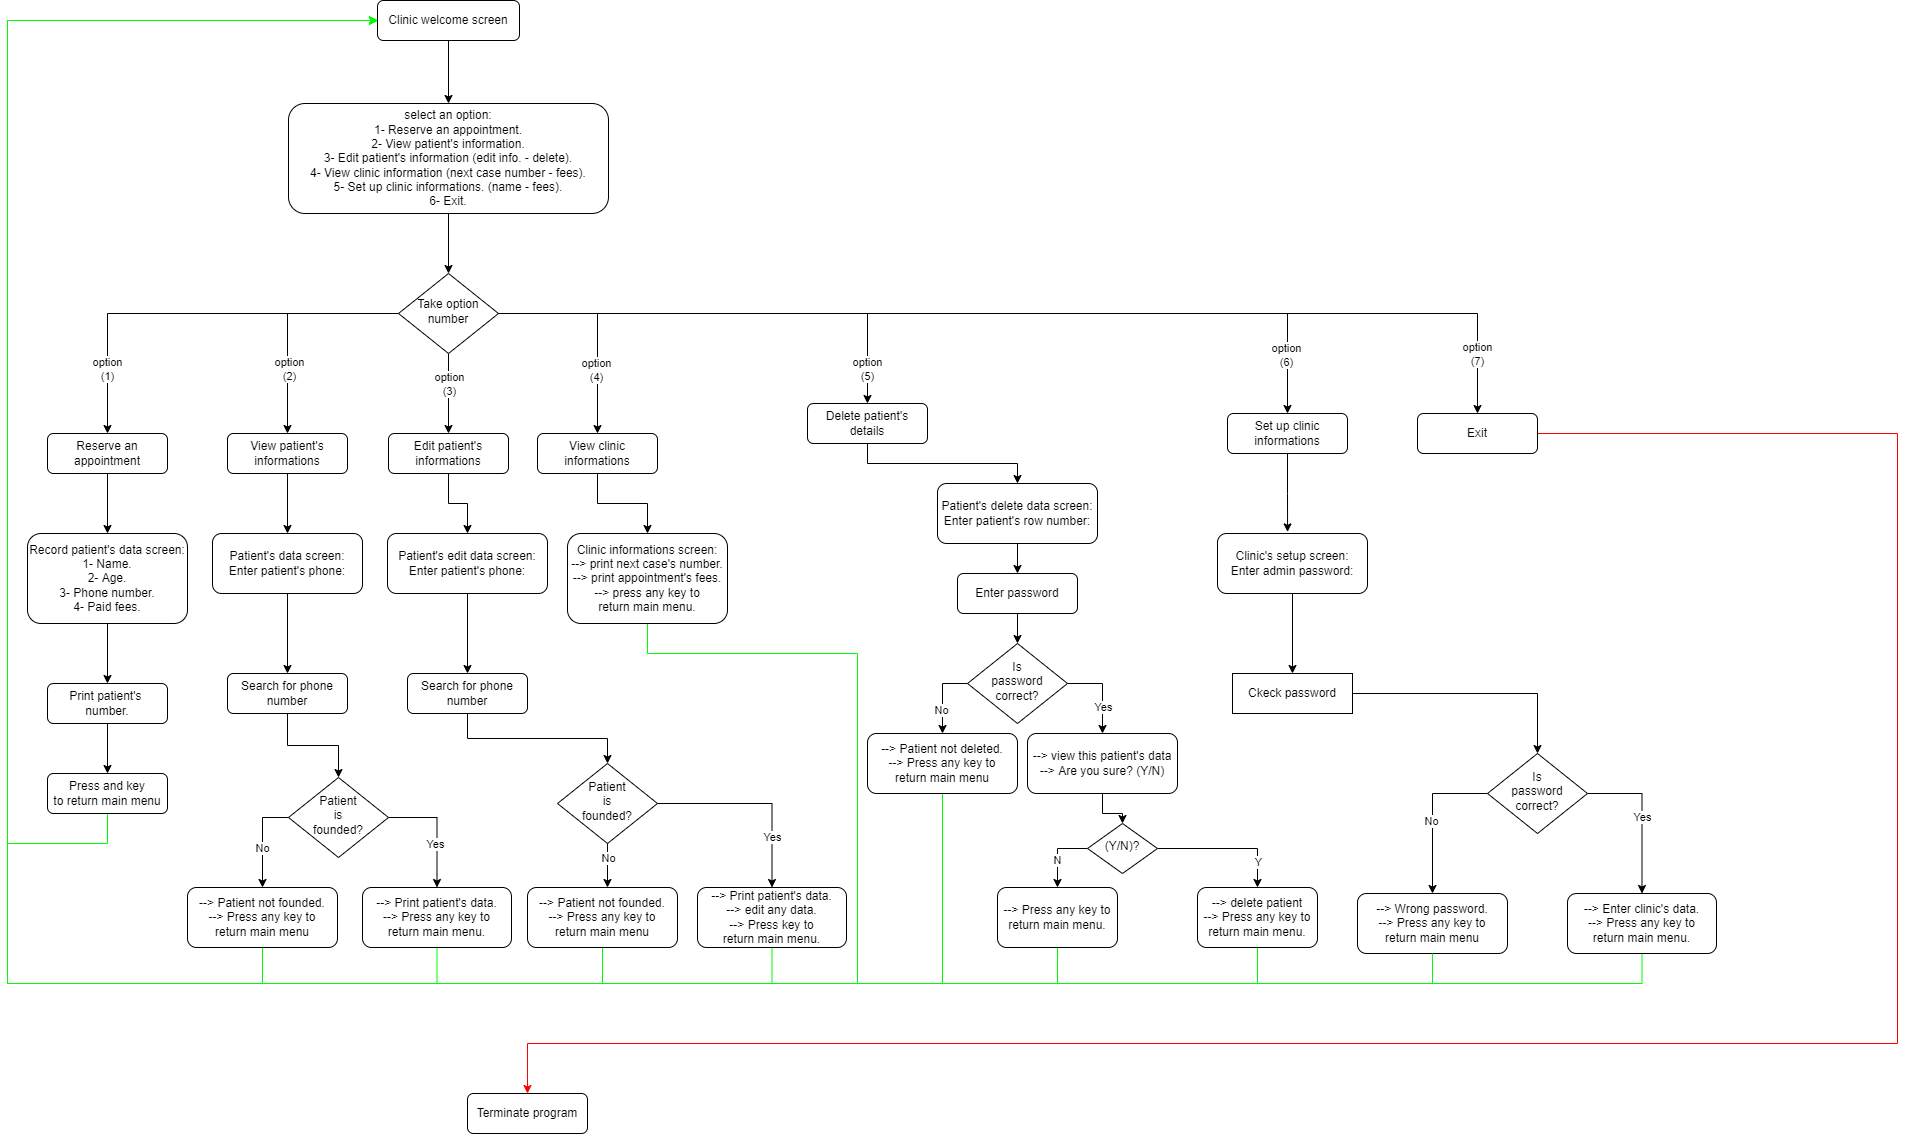 Clinic welcome screen
select an option:
1- Reserve an appointment.
2- View patient's information.
3- Edit patient's information (edit info. - delete).
4- View clinic information (next case number - fees).
5- Set up clinic informations. (name - fees).
6- Exit.
Take option
number
option
(1)
option
(2)
option
(3)
option
(4)
option
(5)
option
(6)
option
(7)
Reserve an
appointment
View patient's
informations
Edit patient's
informations
View clinic
informations
Delete patient's
details
Set up clinic
informations
Exit
Record patient's data screen:
1- Name.
2- Age.
3- Phone number.
4- Paid fees.
Patient's data screen:
Enter patient's phone:
Patient's edit data screen:
Enter patient's phone:
Clinic informations screen:
--> print next case's number.
--> print appointment's fees.
--> press any key to
return main menu.
Patient's delete data screen:
Enter patient's row number:
Clinic's setup screen:
Enter admin password:
Enter password
Print patient's
number.
Search for phone
number
Search for phone
number
Is
password
correct?
Ckeck password
No
Yes
Press and key
to return main menu
Patient
is
founded?
Patient
is
founded?
--> Patient not deleted.
--> Press any key to
return main menu
--> view this patient's data
--> Are you sure? (Y/N)
Is
password
correct?
No
Yes
No
Yes
(Y/N)?
N
Y
No
Yes
--> Patient not founded.
--> Press any key to
return main menu
--> Print patient's data.
--> Press any key to
return main menu.
--> Patient not founded.
--> Press any key to
return main menu
--> Print patient's data.
--> edit any data.
--> Press key to
return main menu.
--> Press any key to
return main menu.
--> delete patient
--> Press any key to
return main menu.
--> Wrong password.
--> Press any key to
return main menu
--> Enter clinic's data.
--> Press any key to
return main menu.
Terminate program